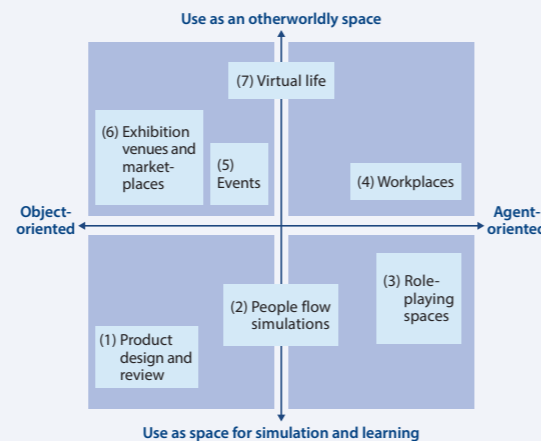 Use as an otherworldly space
(7) Virtual life
(6) Exhibition
venues and
market-
places
(5)
Events
(4) Workplaces
Object-
oriented
Agent-
oriented
(3) Role-
playing
spaces
(2) People flow
simulations
(1) Product
design and
review
Use as space for simulation and learning